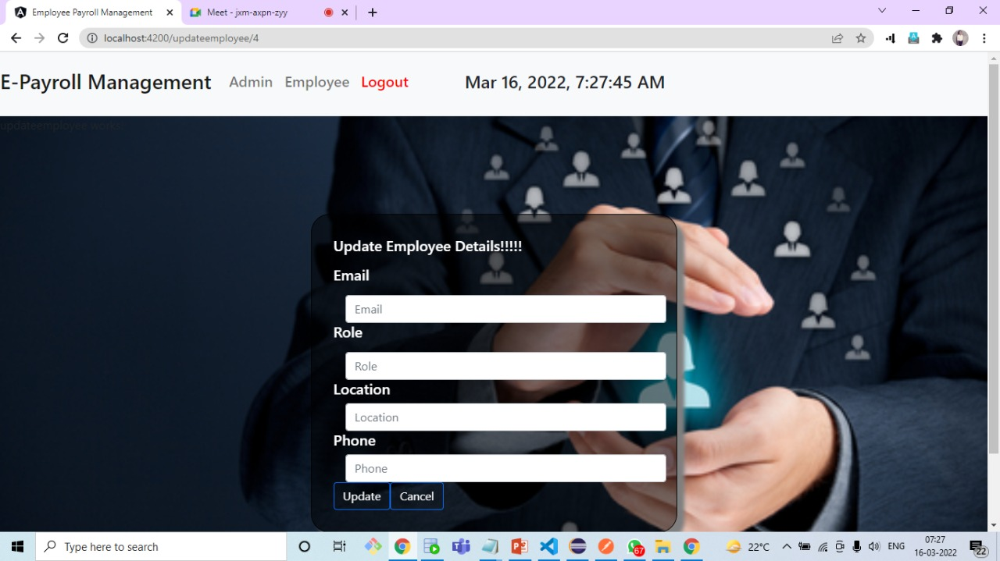 Employee Payroll Management
Meet - jxm-axpn-zyy
localhost:4200/updateemployee/4
E-Payroll Management Admin Employee Logout Mar 16, 2022, 7:27:45 AM
updateemployee works!
Update Employee Details!!!!!
Email
Email
Role
Role
Location
Location
Phone
Phone
Update Cancel
Type here to search
67
22°C
ENG
07:27
16-03-2022
22